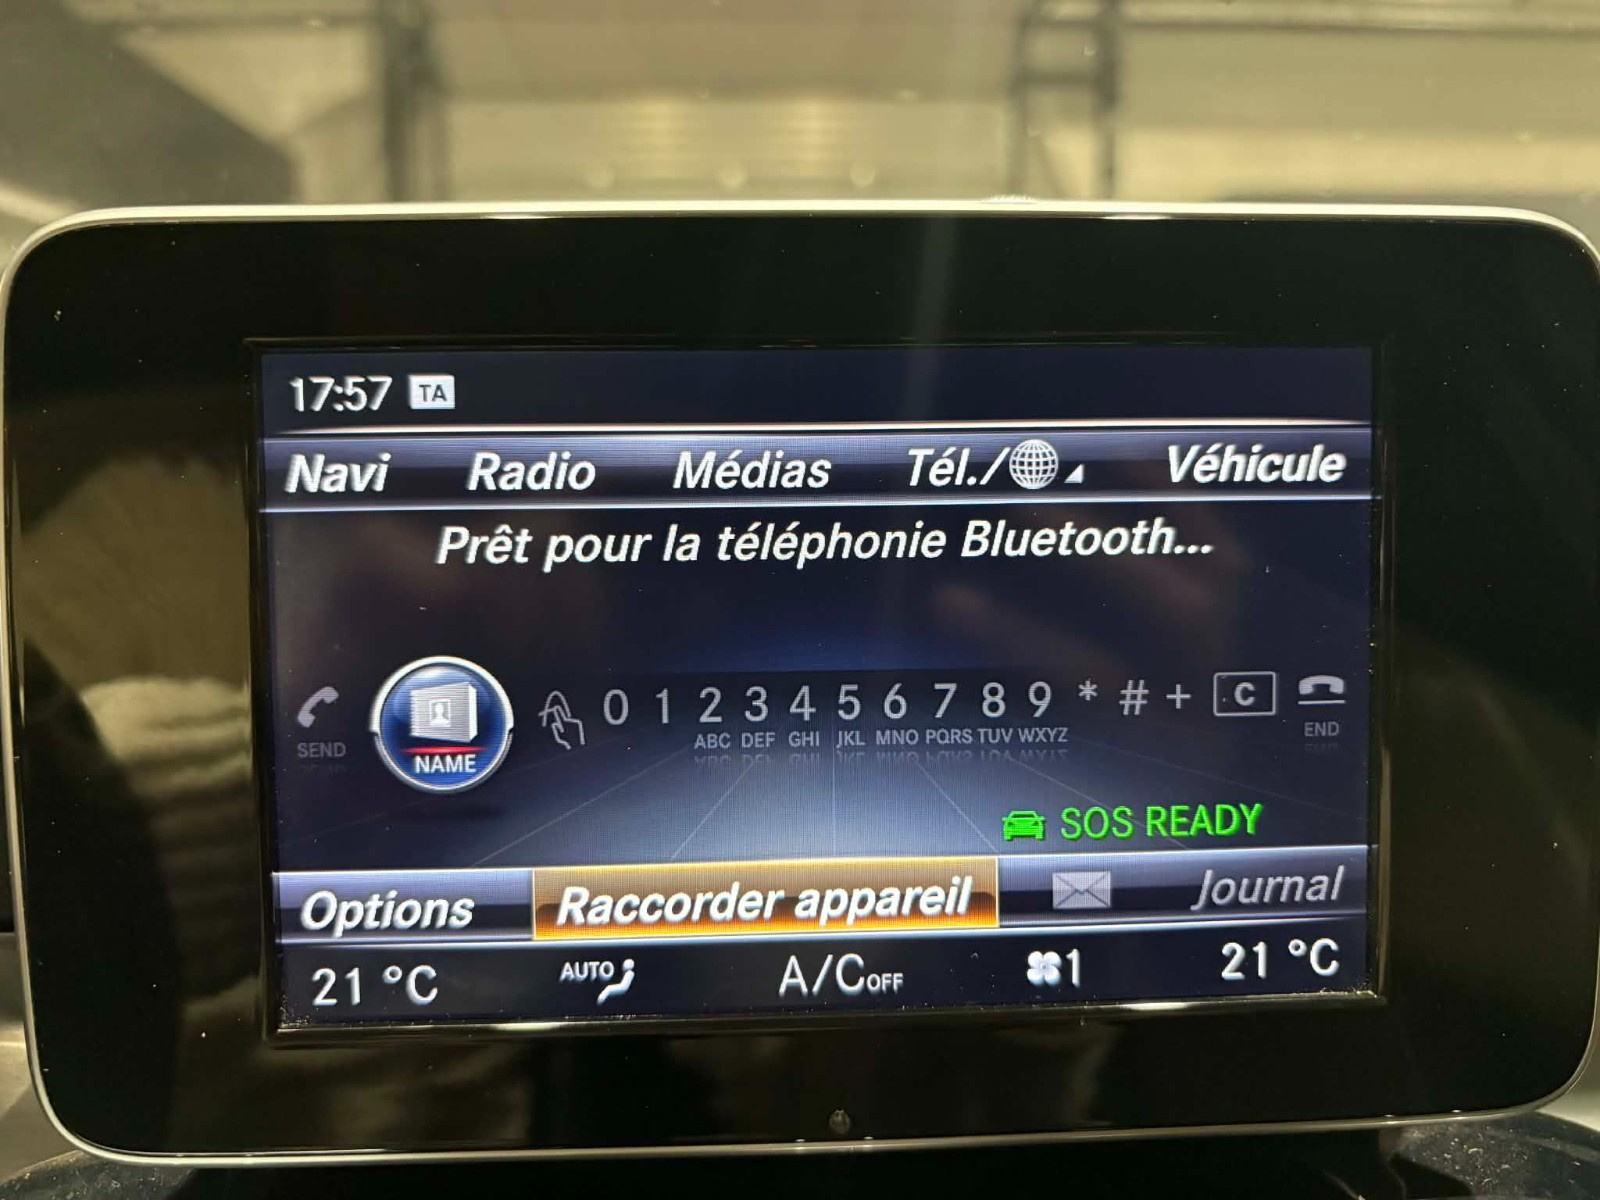 17:57 TA
Navi Radio Médias Tél./ Véhicule
Prêt pour la téléphonie Bluetooth...
0 1 2 3 4 5 6 7 8 9 * # + C
SEND NAME ABC DEF GHI JKL MNO PQRS TUV WXYZ END
SOS READY
Options Raccorder appareil Journal
21 °C AUTO A/C OFF 1 21 °C